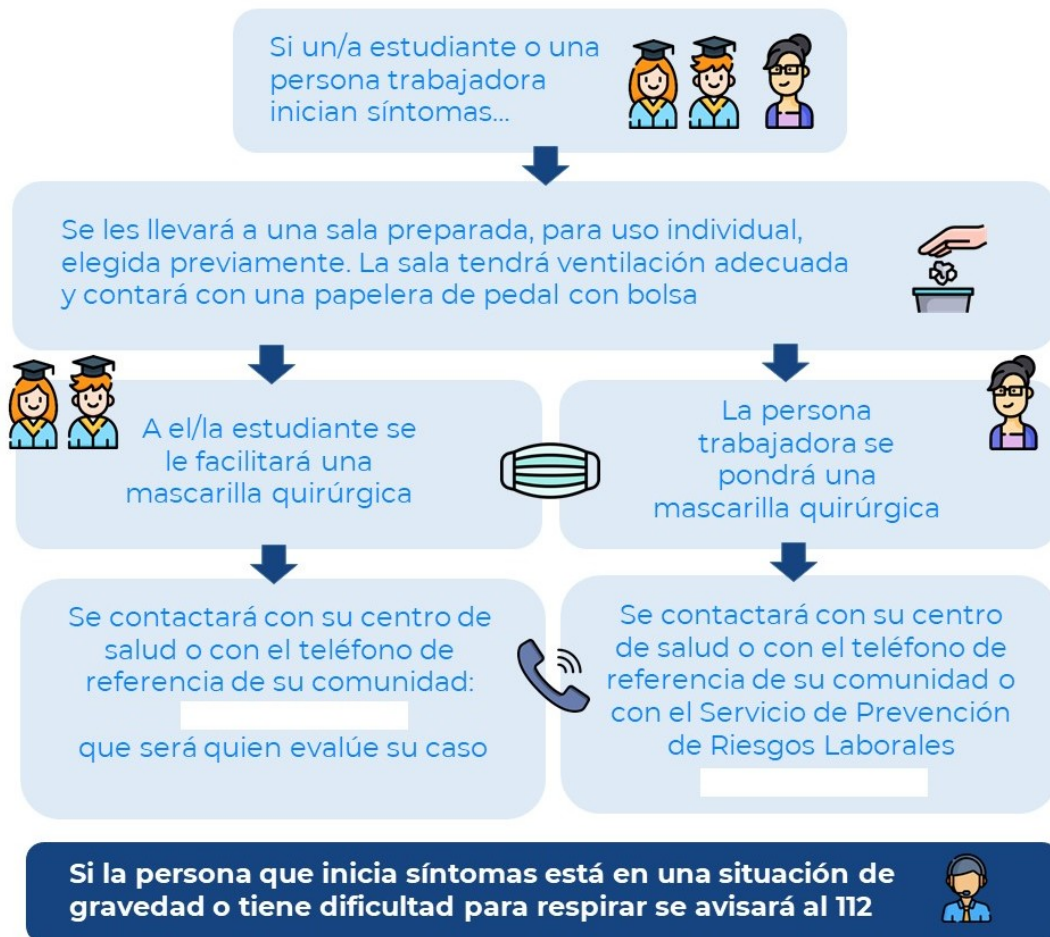 Si un/a estudiante o una
persona trabajadora
inician síntomas...
Se les llevará a una sala preparada, para uso individual,
elegida previamente. La sala tendrá ventilación adecuada
y contará con una papelera de pedal con bolsa
A el/la estudiante se
le facilitará una
mascarilla quirúrgica
La persona
trabajadora se
pondrá una
mascarilla quirúrgica
Se contactará con su centro de
salud o con el teléfono de
referencia de su comunidad:
que será quien evalúe su caso
Se contactará con su centro
de salud o con el teléfono de
referencia de su comunidad o
con el Servicio de Prevención
de Riesgos Laborales
Si la persona que inicia síntomas está en una situación de
gravedad o tiene dificultad para respirar se avisará al 112